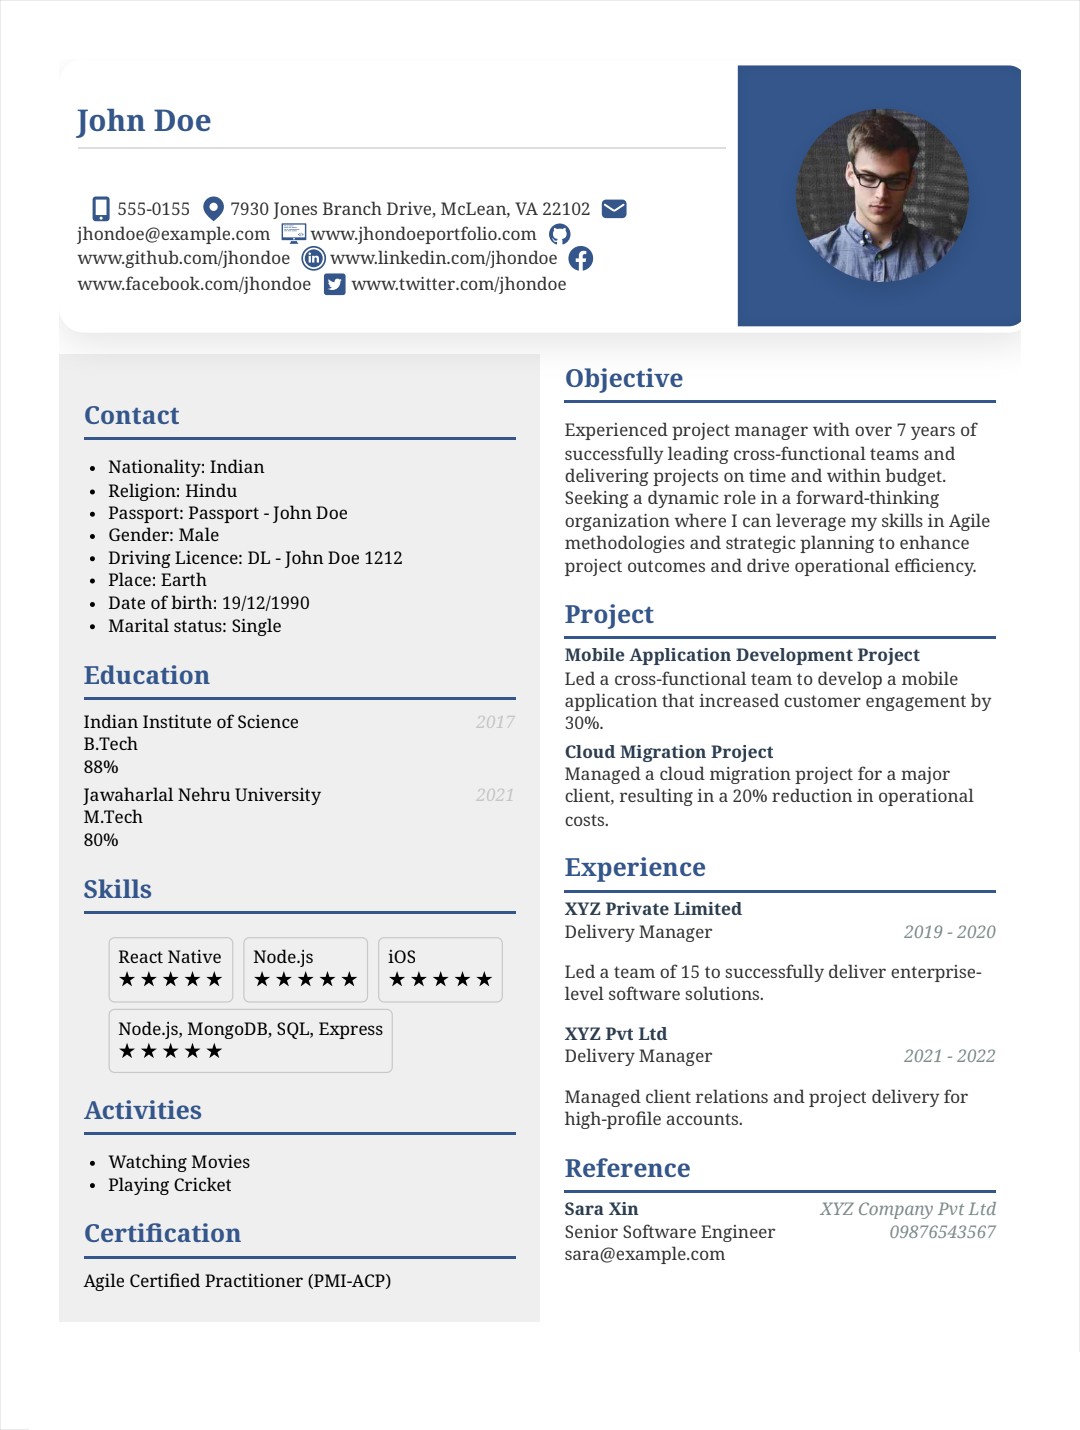 John Doe
555-0155 7930 Jones Branch Drive, McLean, VA 22102
jhondoe@example.com www.jhondoeportfolio.com
www.github.com/jhondoe www.linkedin.com/jhondoe
www.facebook.com/jhondoe www.twitter.com/jhondoe
Contact
• Nationality: Indian
• Religion: Hindu
• Passport: Passport - John Doe
• Gender: Male
• Driving Licence: DL - John Doe 1212
• Place: Earth
• Date of birth: 19/12/1990
• Marital status: Single
Education
Indian Institute of Science 2017
B.Tech
88%
Jawaharlal Nehru University 2021
M.Tech
80%
Skills
React Native Node.js iOS
★★★★★ ★★★★★ ★★★★★
Node.js, MongoDB, SQL, Express
★★★★★
Activities
• Watching Movies
• Playing Cricket
Certification
Agile Certified Practitioner (PMI-ACP)
Objective
Experienced project manager with over 7 years of
successfully leading cross-functional teams and
delivering projects on time and within budget.
Seeking a dynamic role in a forward-thinking
organization where I can leverage my skills in Agile
methodologies and strategic planning to enhance
project outcomes and drive operational efficiency.
Project
Mobile Application Development Project
Led a cross-functional team to develop a mobile
application that increased customer engagement by
30%.
Cloud Migration Project
Managed a cloud migration project for a major
client, resulting in a 20% reduction in operational
costs.
Experience
XYZ Private Limited
Delivery Manager 2019 - 2020
Led a team of 15 to successfully deliver enterprise-
level software solutions.
XYZ Pvt Ltd
Delivery Manager 2021 - 2022
Managed client relations and project delivery for
high-profile accounts.
Reference
Sara Xin XYZ Company Pvt Ltd
Senior Software Engineer 09876543567
sara@example.com